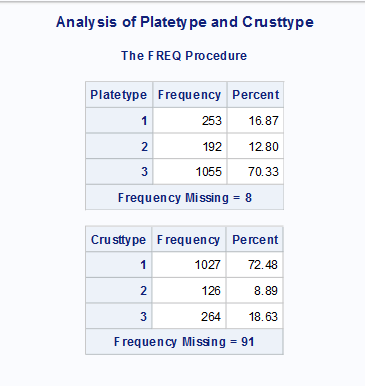 Analysis of Platetype and Crusttype
The FREQ Procedure
Platetype Frequency Percent
1 253 16.87
2 192 12.80
3 1055 70.33
Frequency Missing = 8
Crusttype Frequency Percent
1 1027 72.48
2 126 8.89
3 264 18.63
Frequency Missing = 91